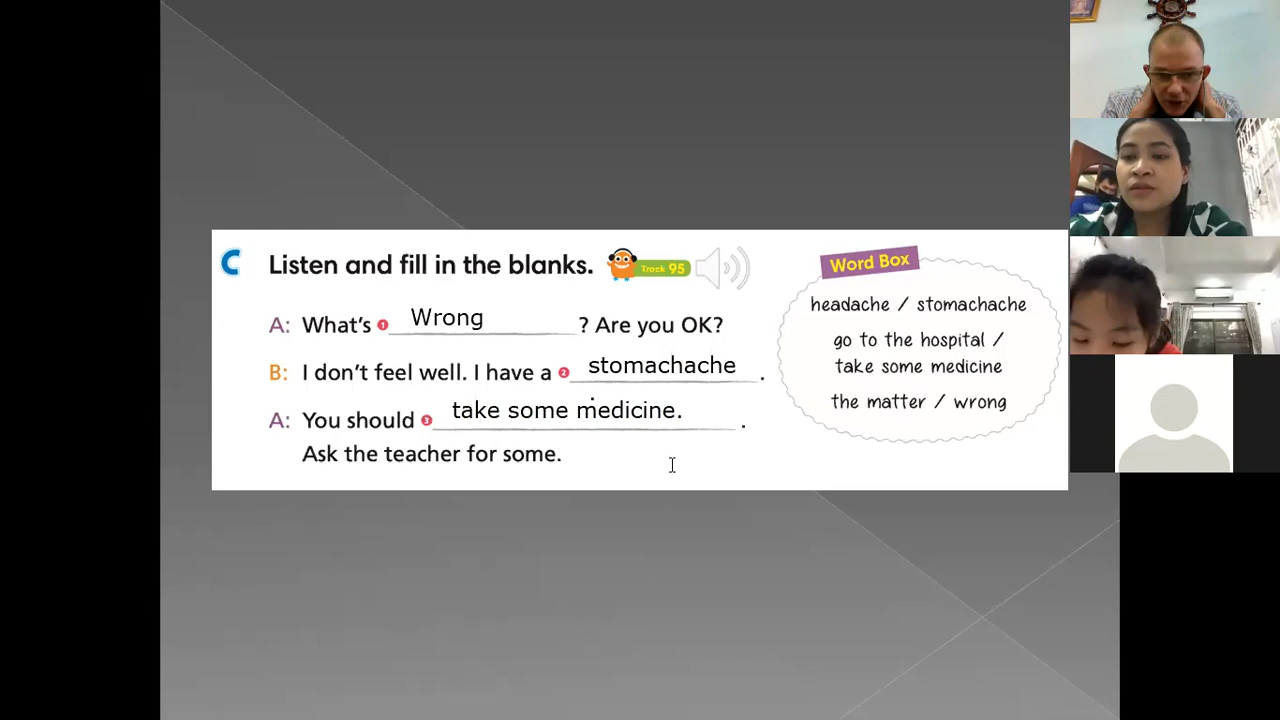 C Listen and fill in the blanks. Track 95
A: What's 1 Wrong ? Are you OK?
B: I don't feel well. I have a 2 stomachache .
A: You should 3 take some medicine. .
Ask the teacher for some.
Word Box
headache / stomachache
go to the hospital /
take some medicine
the matter / wrong